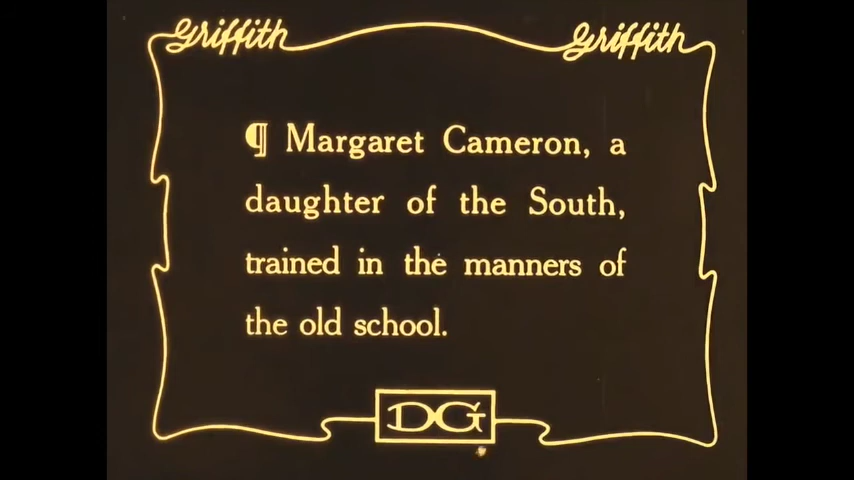 Griffith Griffith
¶ Margaret Cameron, a
daughter of the South,
trained in the manners of
the old school.
DG